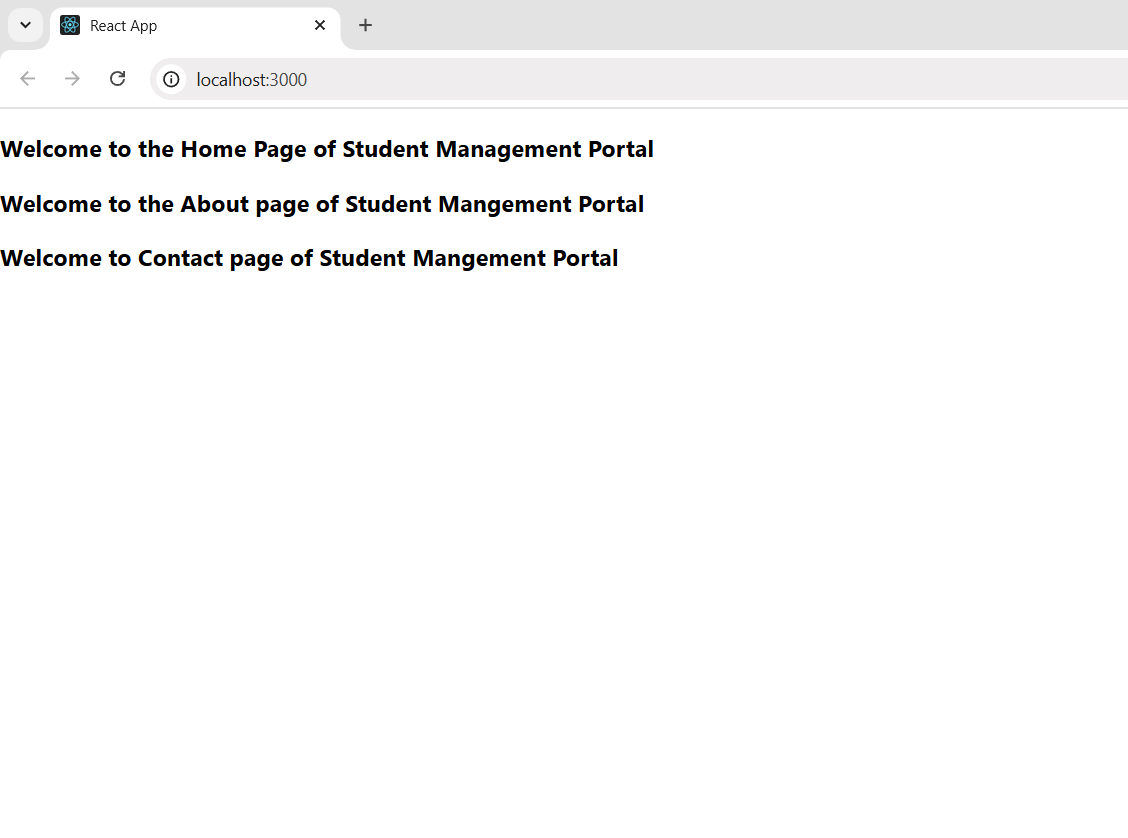 React App
localhost:3000
Welcome to the Home Page of Student Management Portal
Welcome to the About page of Student Mangement Portal
Welcome to Contact page of Student Mangement Portal